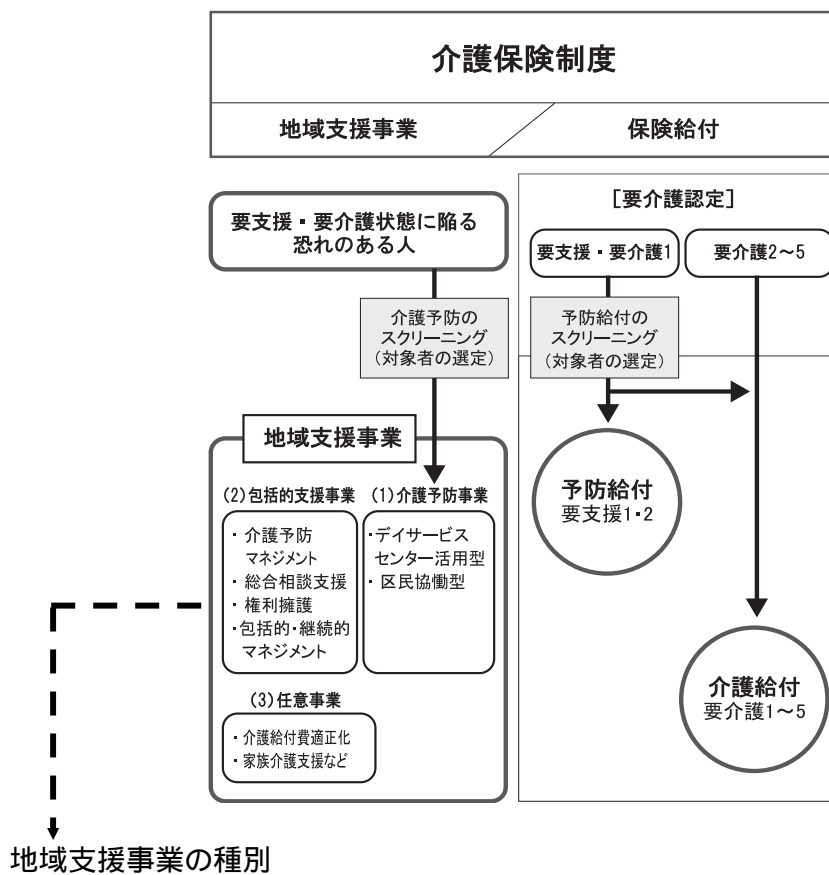 介護保険制度
地域支援事業
保険給付
要支援・要介護状態に陥る
恐れのある人
[要介護認定]
要支援・要介護1
要介護2～5
介護予防の
スクリーニング
(対象者の選定)
予防給付の
スクリーニング
(対象者の選定)
地域支援事業
(2)包括的支援事業
・介護予防
マネジメント
・総合相談支援
・権利擁護
・包括的・継続的
マネジメント
(1)介護予防事業
・デイサービス
センター活用型
・区民協働型
(3)任意事業
・介護給付費適正化
・家族介護支援など
予防給付
要支援1・2
介護給付
要介護1～5
地域支援事業の種別